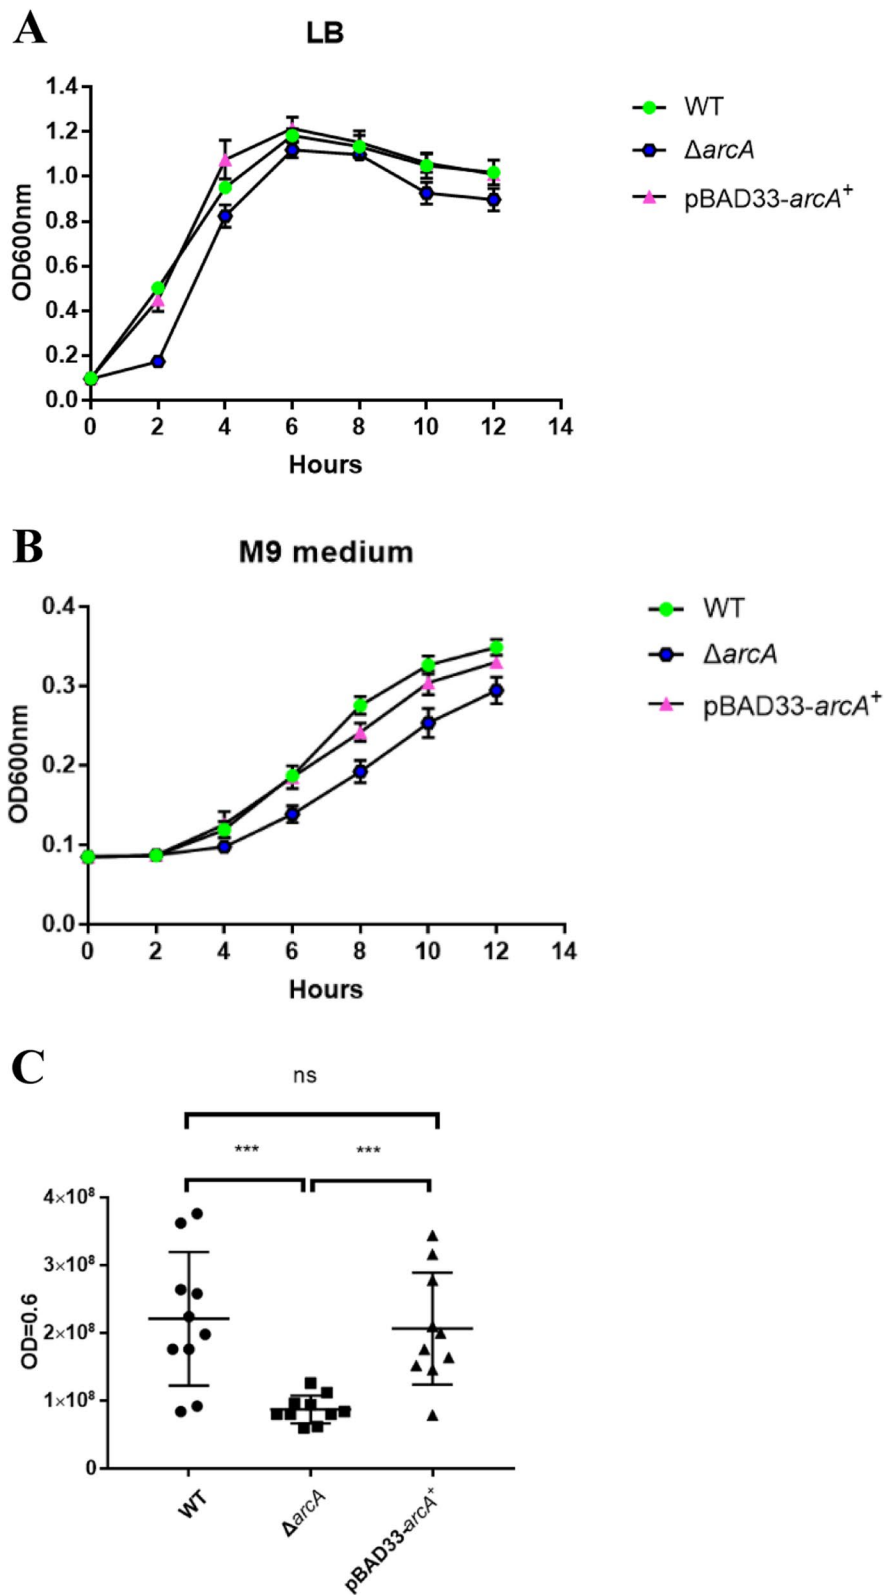 A
LB
1.4
1.2
1.0
0.8
0.6
0.4
0.2
0.0
OD600nm
0 2 4 6 8 10 12 14
Hours
WT
ΔarcA
pBAD33-arcA⁺
B
M9 medium
0.4
0.3
0.2
0.1
0.0
OD600nm
0 2 4 6 8 10 12 14
Hours
WT
ΔarcA
pBAD33-arcA⁺
C
ns
*** ***
4×10⁸
3×10⁸
2×10⁸
1×10⁸
0
OD=0.6
WT
ΔarcA
pBAD33-arcA⁺